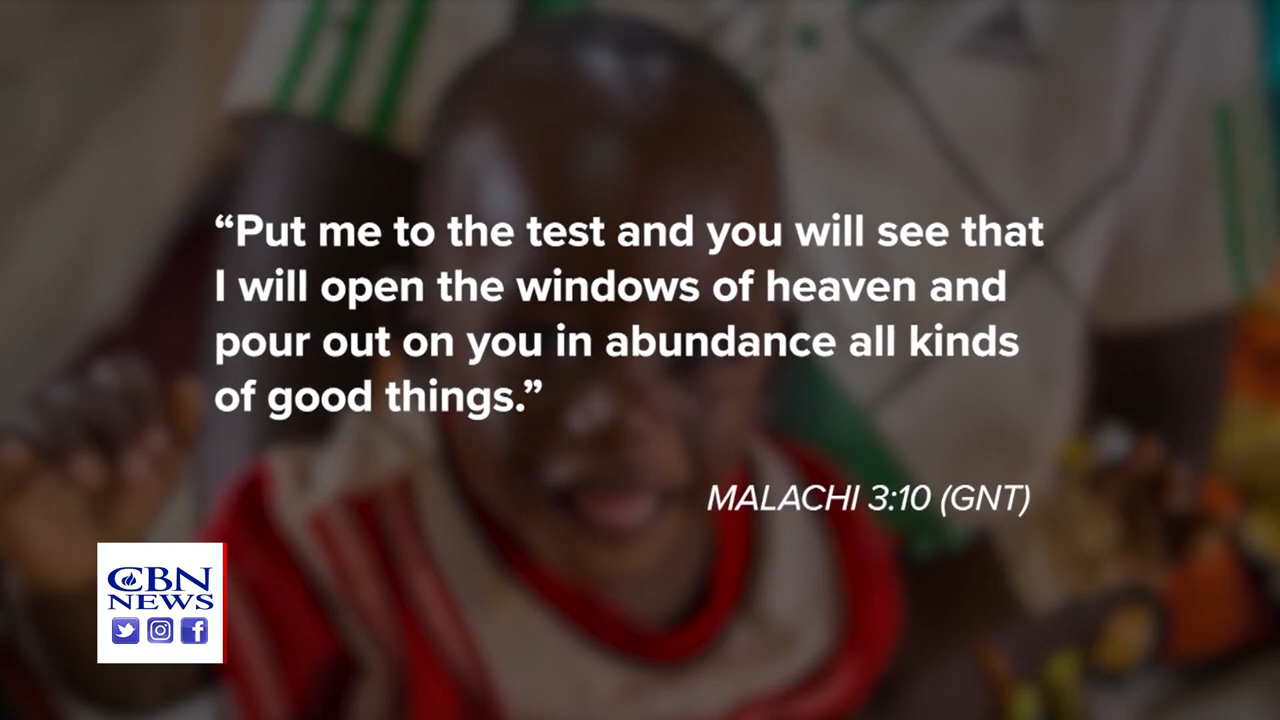 “Put me to the test and you will see that
I will open the windows of heaven and
pour out on you in abundance all kinds
of good things.”
MALACHI 3:10 (GNT)
CBN
NEWS